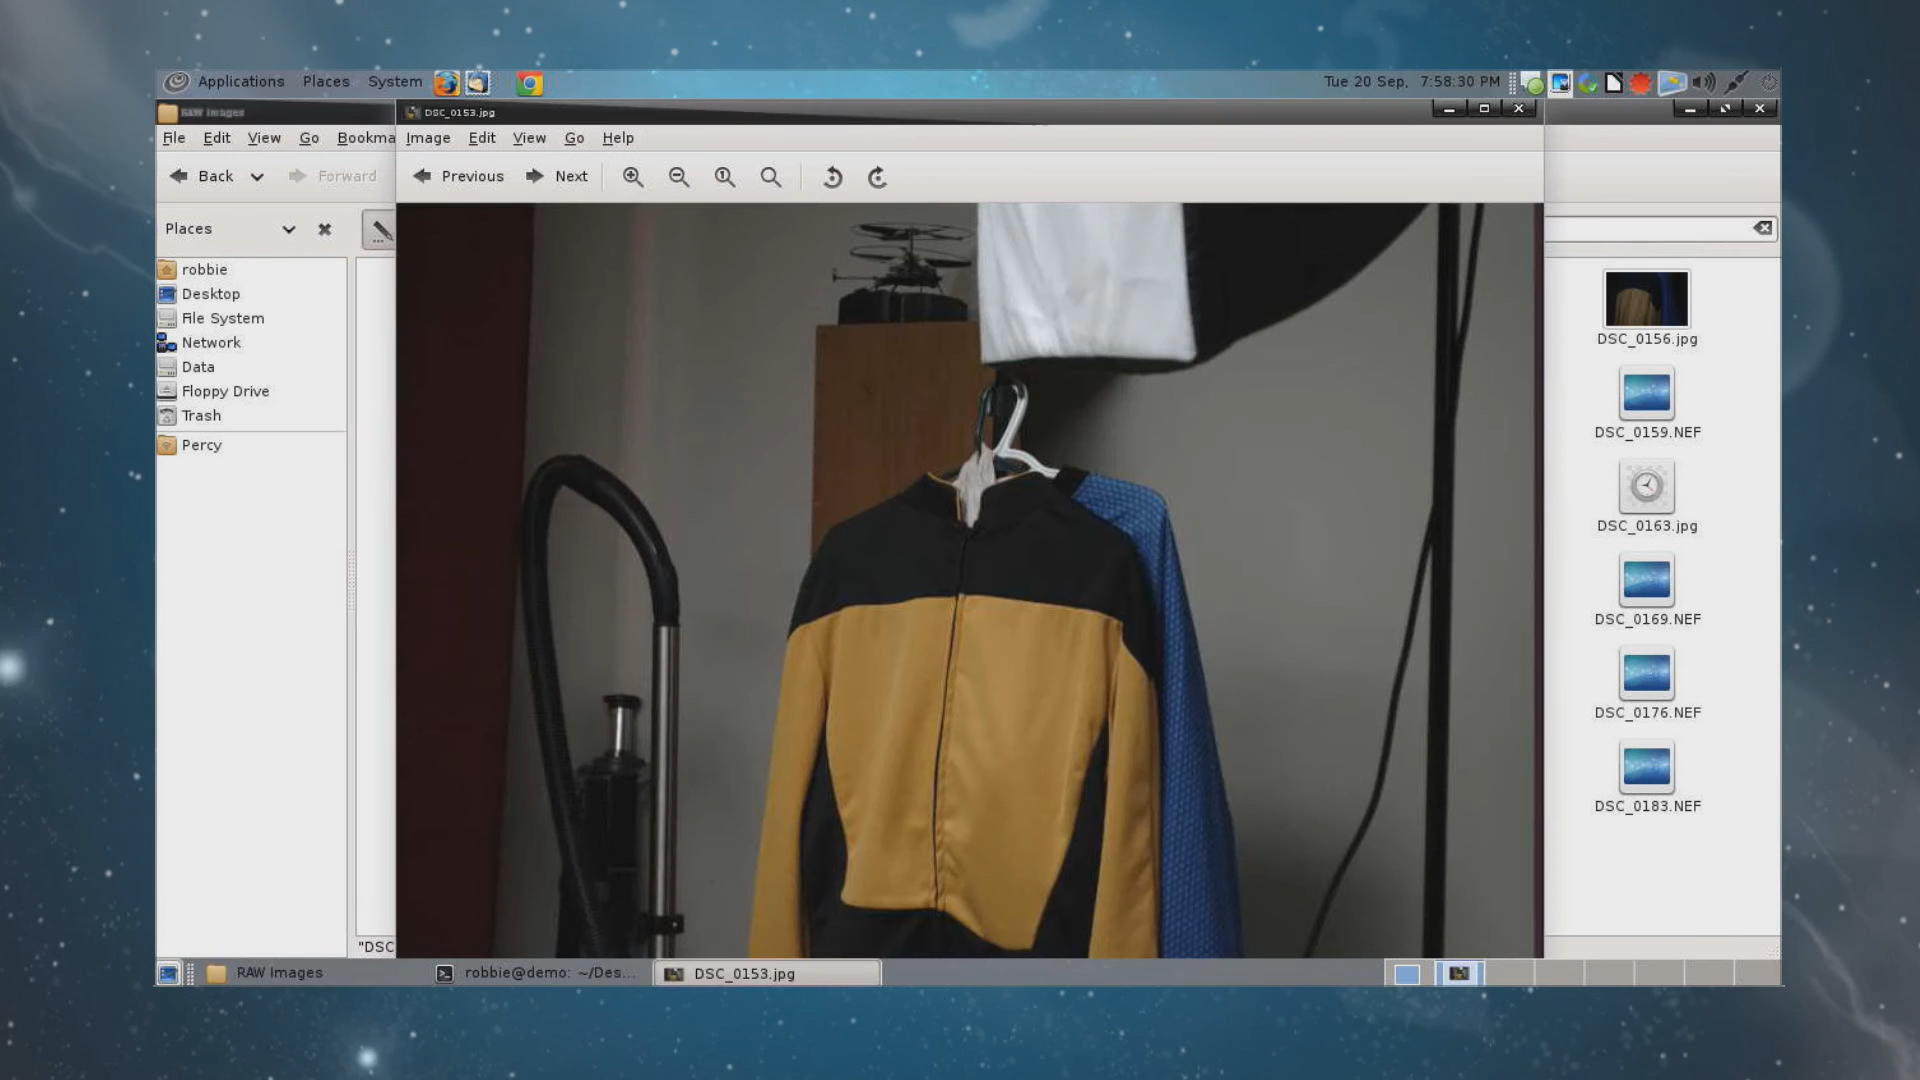 Applications Places System
Tue 20 Sep, 7:58:30 PM
RAW Images
DSC_0153.jpg
File Edit View Go Bookma
Image Edit View Go Help
Back Forward
Previous Next
Places
robbie
Desktop
File System
Network
Data
Floppy Drive
Trash
Percy
DSC_0156.jpg
DSC_0159.NEF
DSC_0163.jpg
DSC_0169.NEF
DSC_0176.NEF
DSC_0183.NEF
"DSC
RAW Images
robbie@demo: ~/Des...
DSC_0153.jpg